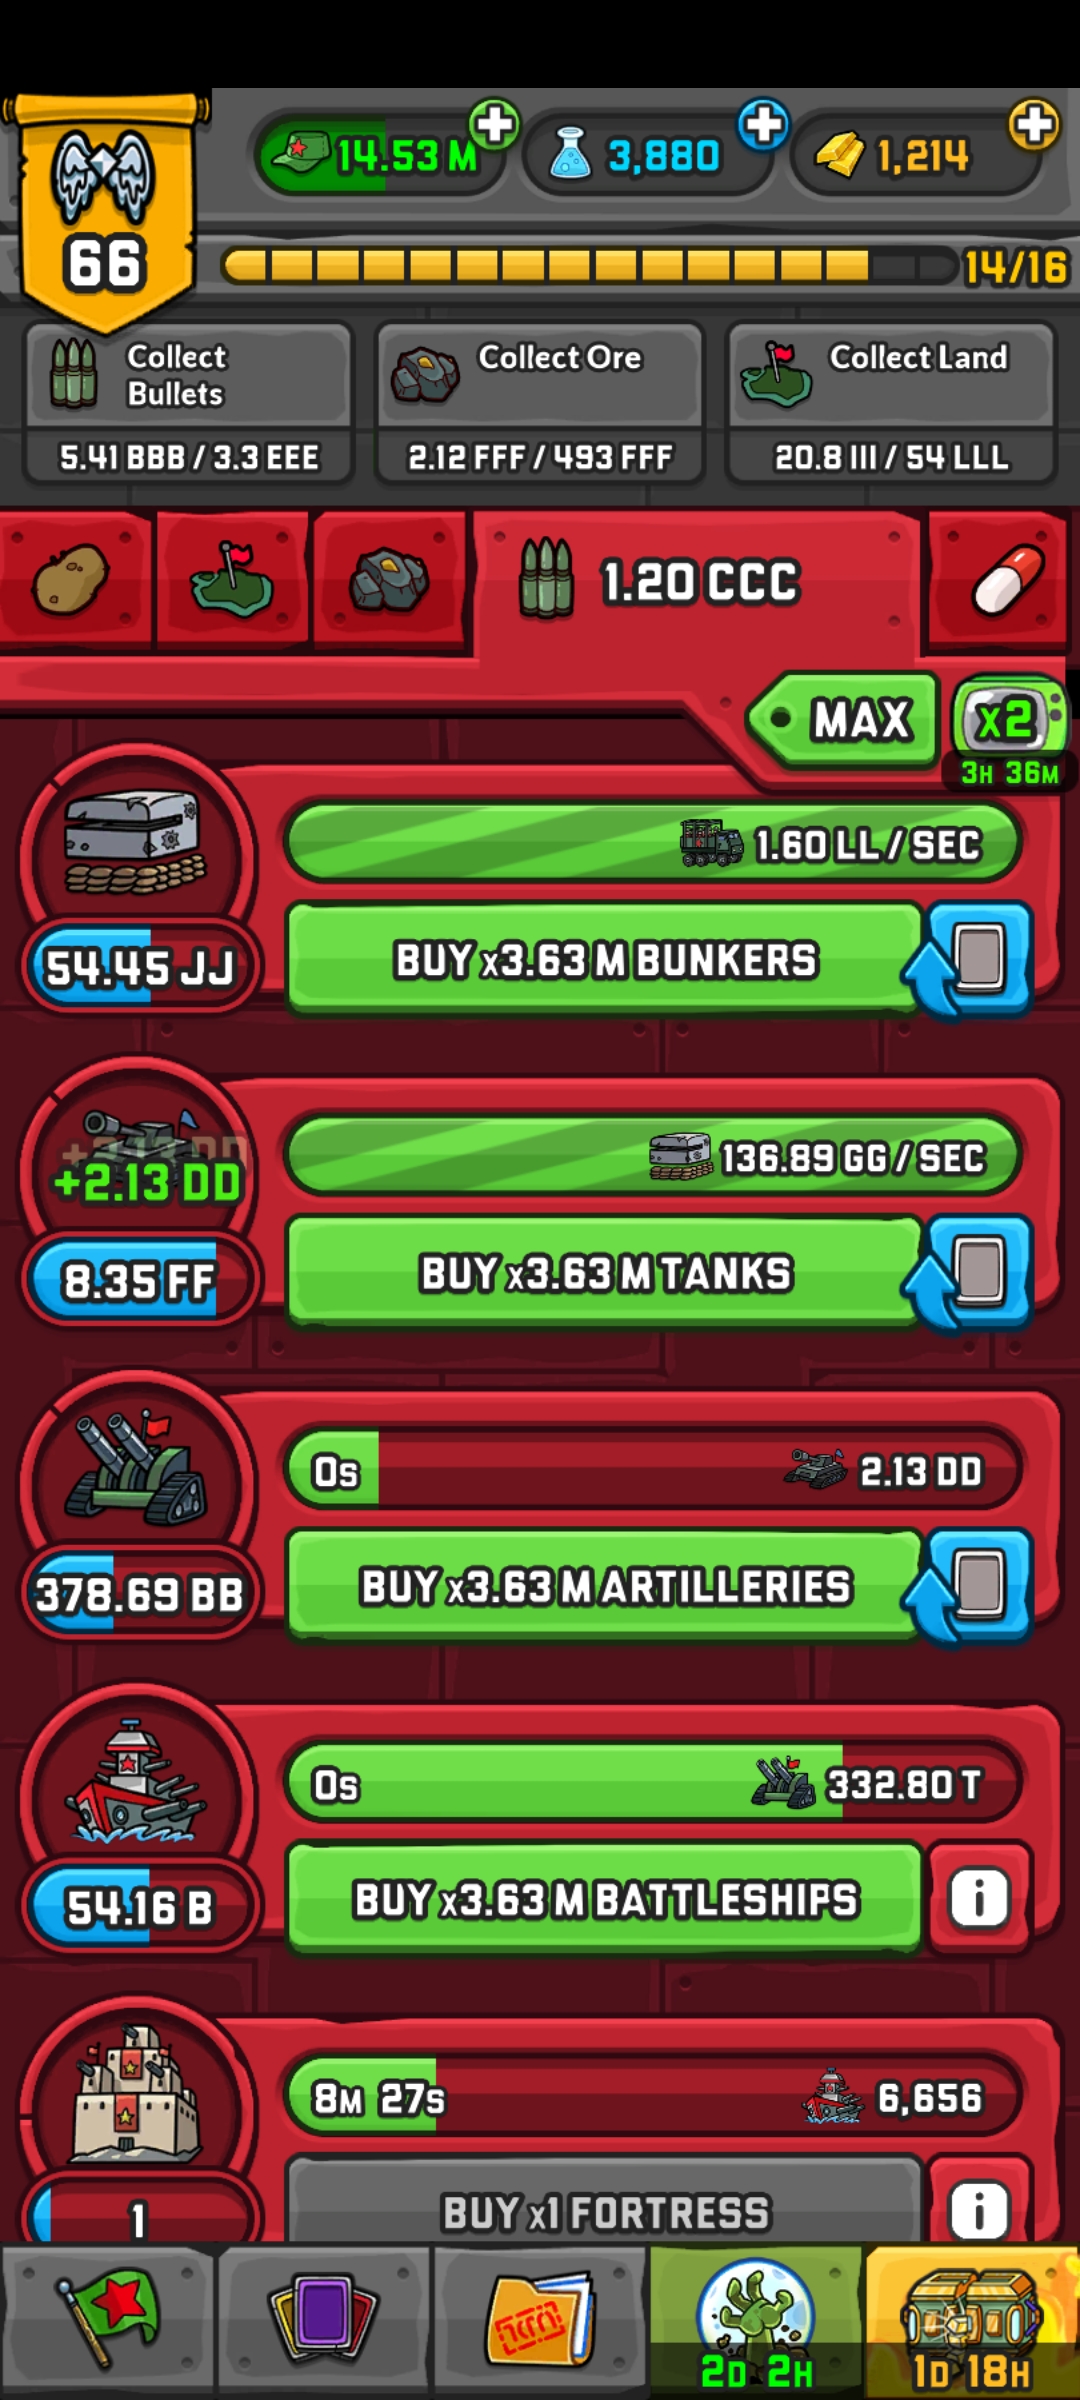 14.53 M
3,880
1,214
66
14/16
Collect
Bullets
5.41 BBB / 3.3 EEE
Collect Ore
2.12 FFF / 493 FFF
Collect Land
20.8 III / 54 LLL
1.20 CCC
MAX
x2
3H 36M
1.60 LL / SEC
54.45 JJ
BUY x3.63 M BUNKERS
+2.13 DD
+2.13 DD
136.89 GG / SEC
8.35 FF
BUY x3.63 M TANKS
0s
2.13 DD
378.69 BB
BUY x3.63 M ARTILLERIES
0s
332.80 T
54.16 B
BUY x3.63 M BATTLESHIPS
8M 27s
6,656
1
BUY x1 FORTRESS
2D 2H
1D 18H